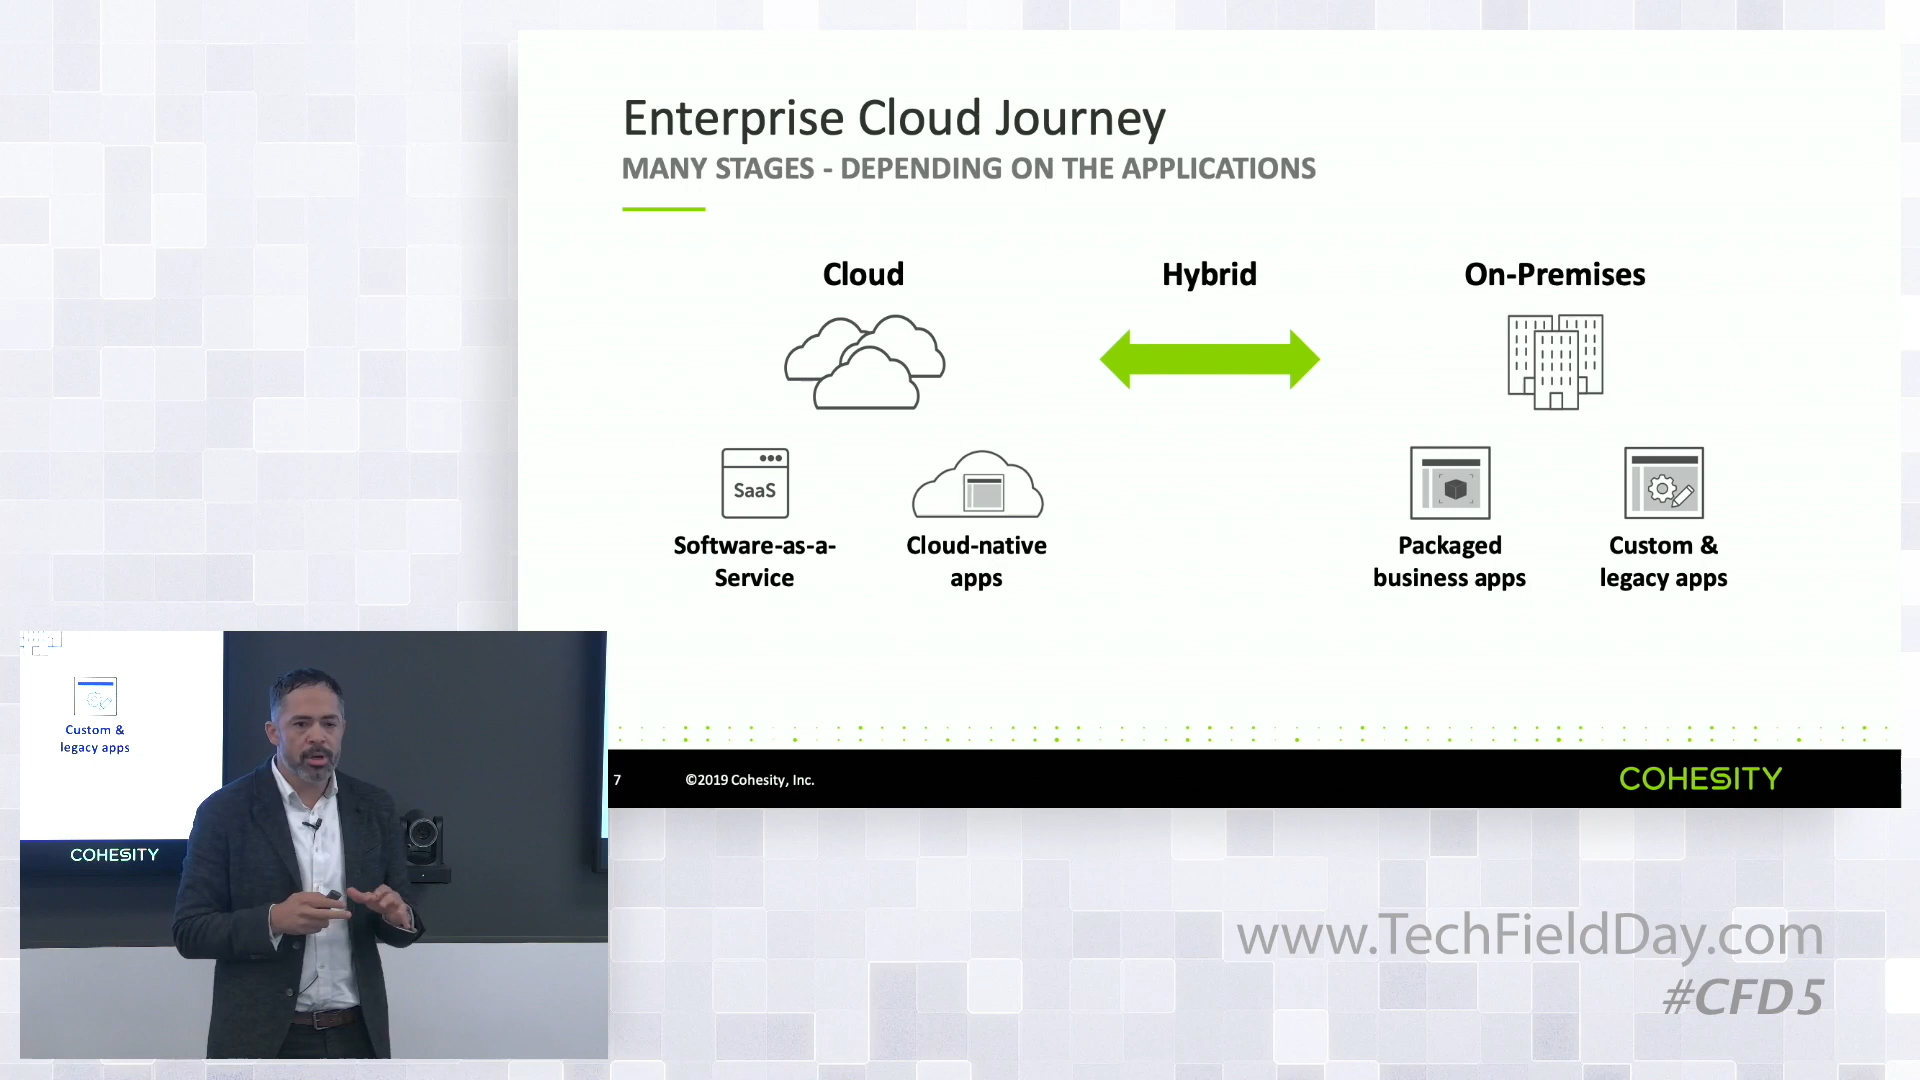 Enterprise Cloud Journey
MANY STAGES - DEPENDING ON THE APPLICATIONS
Cloud
Hybrid
On-Premises
SaaS
Software-as-a-
Service
Cloud-native
apps
Packaged
business apps
Custom &
legacy apps
7
©2019 Cohesity, Inc.
COHESITY
Custom &
legacy apps
COHESITY
www.TechFieldDay.com
#CFD5